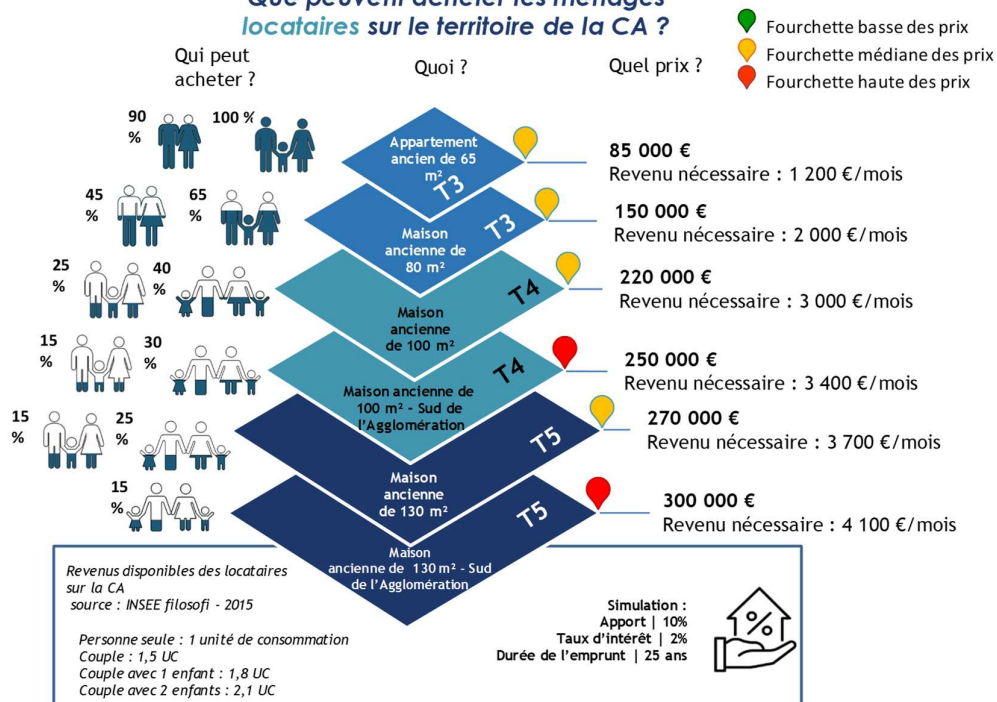 Que peuvent acheter les ménages
locataires sur le territoire de la CA ?
Fourchette basse des prix
Fourchette médiane des prix
Fourchette haute des prix
Qui peut
acheter ?
Quoi ?
Quel prix ?
90
%
100 %
Appartement
ancien de 65
m²
T3
85 000 €
Revenu nécessaire : 1 200 €/mois
45
%
65
%
Maison
ancienne de
80 m²
T3
150 000 €
Revenu nécessaire : 2 000 €/mois
25
%
40
%
Maison
ancienne
de 100 m²
T4
220 000 €
Revenu nécessaire : 3 000 €/mois
15
%
30
%
Maison ancienne de
100 m² - Sud de
l'Agglomération
T4
250 000 €
Revenu nécessaire : 3 400 €/mois
15
%
25
%
Maison
ancienne
de 130 m²
T5
270 000 €
Revenu nécessaire : 3 700 €/mois
15
%
Maison
ancienne de 130 m² - Sud
de l'Agglomération
T5
300 000 €
Revenu nécessaire : 4 100 €/mois
Revenus disponibles des locataires
sur la CA
source : INSEE filosofi - 2015
Personne seule : 1 unité de consommation
Couple : 1,5 UC
Couple avec 1 enfant : 1,8 UC
Couple avec 2 enfants : 2,1 UC
Simulation :
Apport | 10%
Taux d'intérêt | 2%
Durée de l'emprunt | 25 ans
%